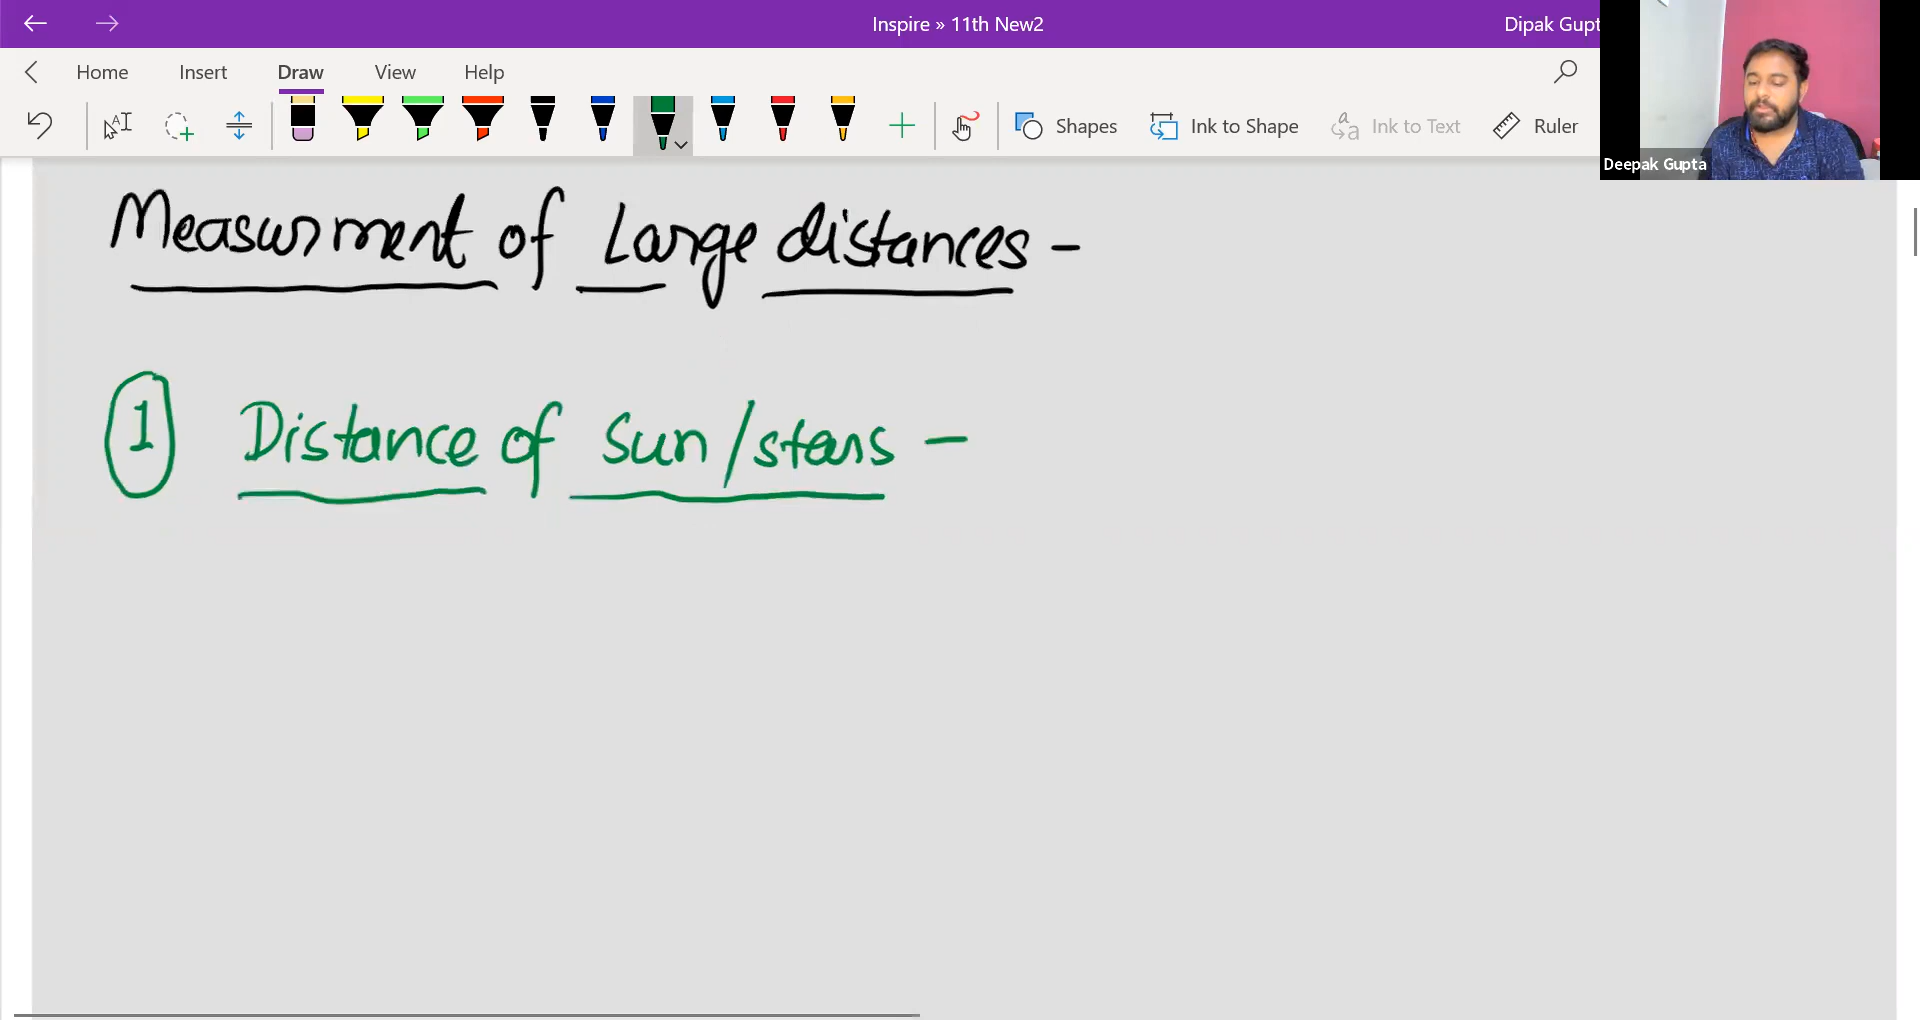 Inspire » 11th New2
Dipak Gupt
Home Insert Draw View Help
Shapes Ink to Shape Ink to Text Ruler
Deepak Gupta
Measurment of Large distances -
1 Distance of Sun/stars -